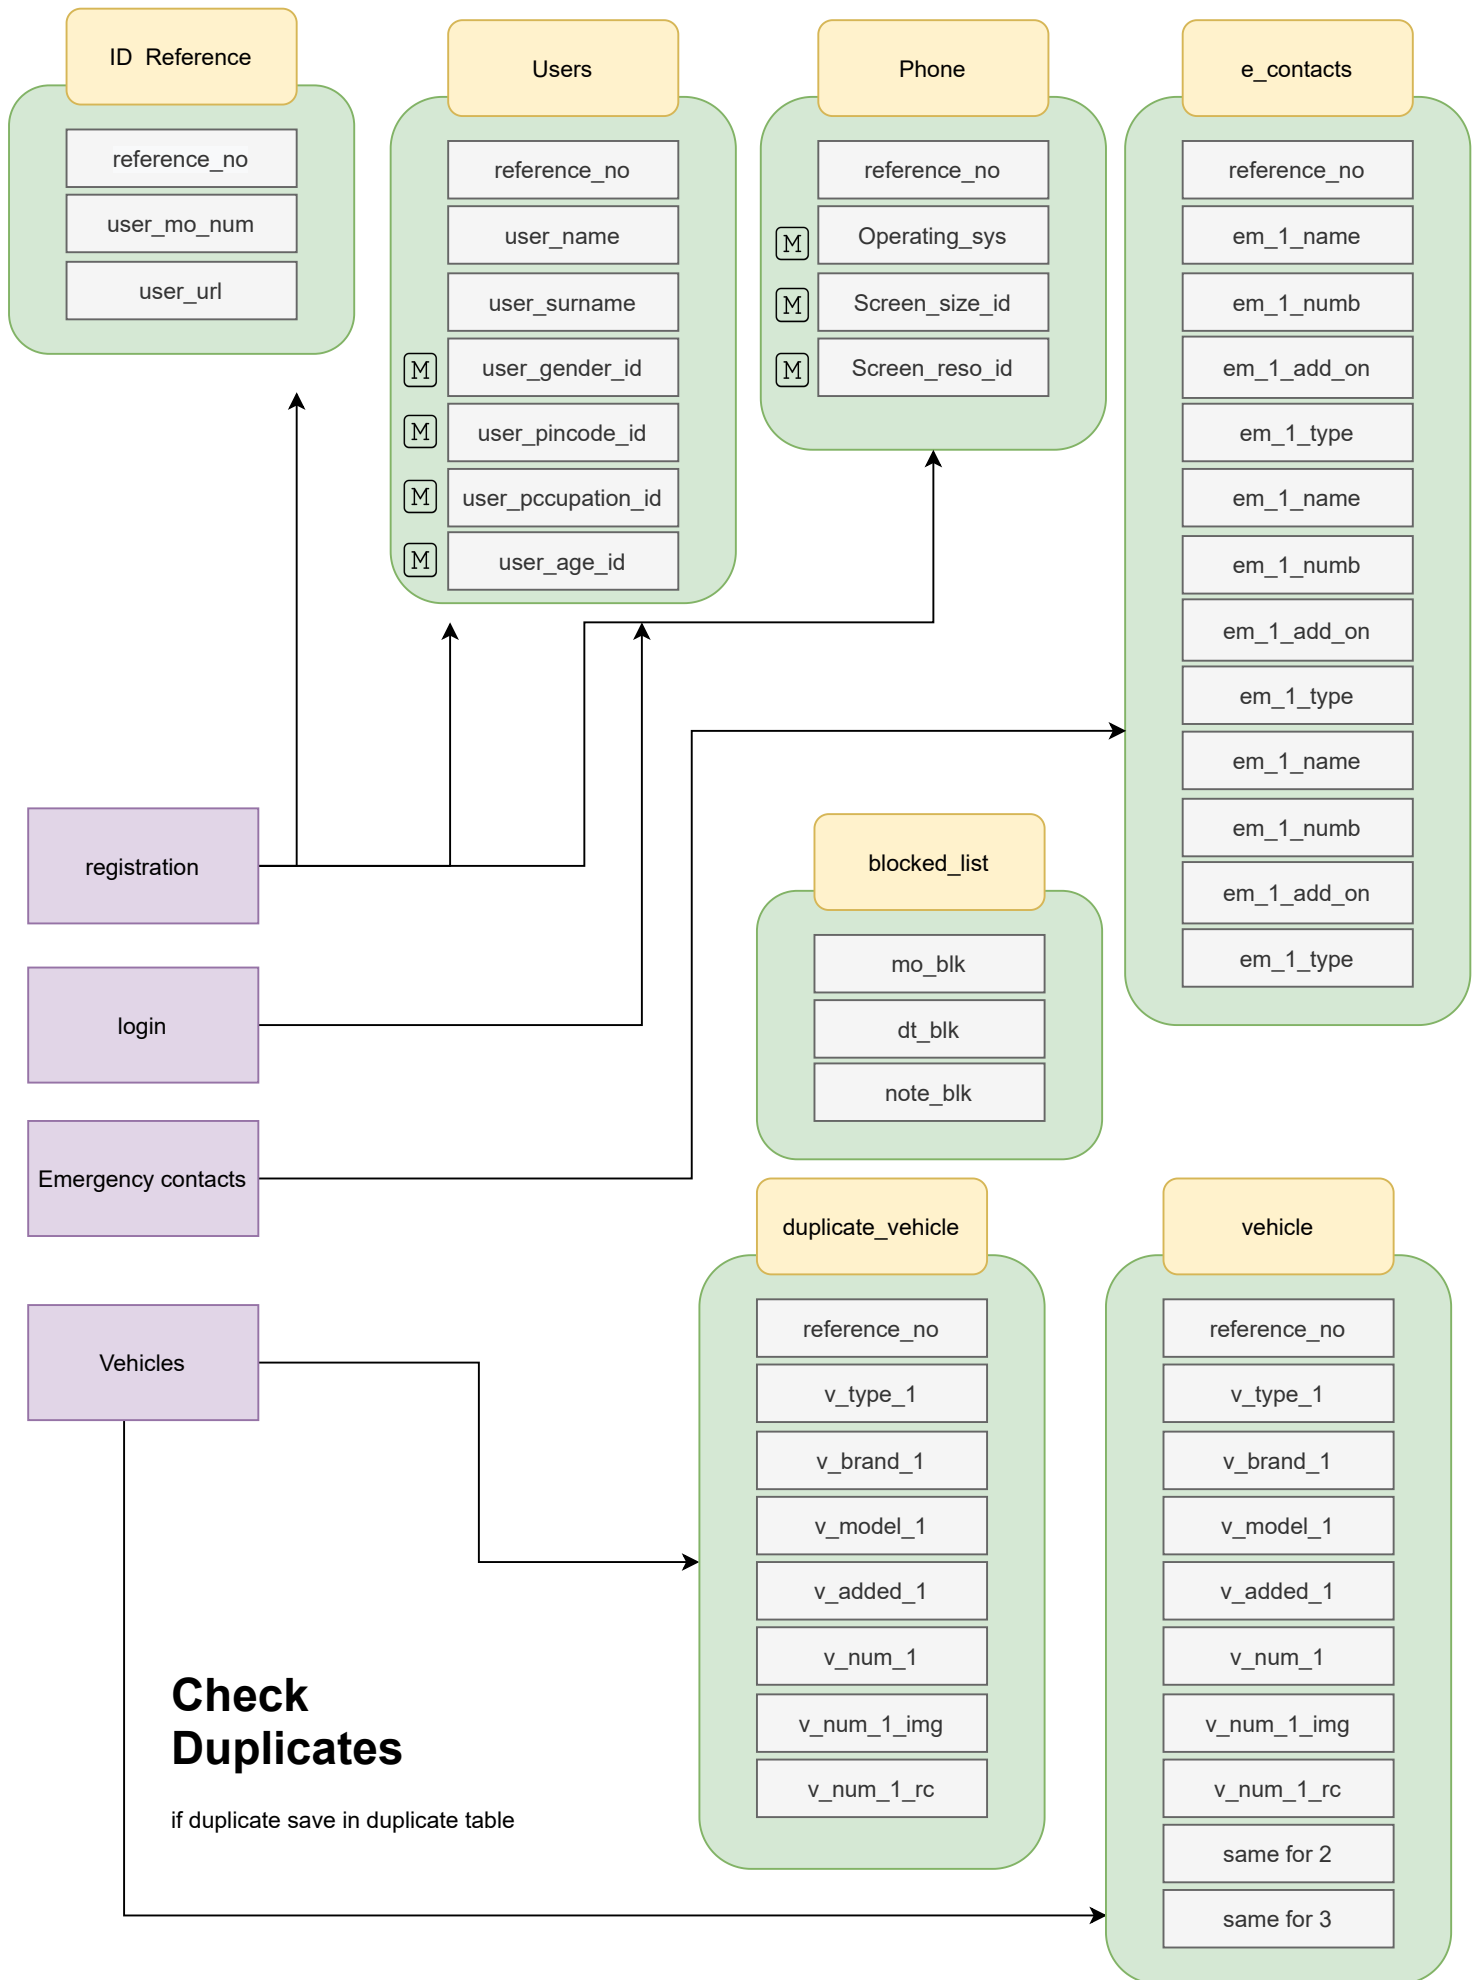 ID  Reference
reference_no
user_mo_num
user_url
Users
reference_no
user_name
user_surname
M
user_gender_id
M
user_pincode_id
M
user_pccupation_id
M
user_age_id
Phone
reference_no
M
Operating_sys
M
Screen_size_id
M
Screen_reso_id
e_contacts
reference_no
em_1_name
em_1_numb
em_1_add_on
em_1_type
em_1_name
em_1_numb
em_1_add_on
em_1_type
em_1_name
em_1_numb
em_1_add_on
em_1_type
registration
login
Emergency contacts
Vehicles
blocked_list
mo_blk
dt_blk
note_blk
duplicate_vehicle
reference_no
v_type_1
v_brand_1
v_model_1
v_added_1
v_num_1
v_num_1_img
v_num_1_rc
vehicle
reference_no
v_type_1
v_brand_1
v_model_1
v_added_1
v_num_1
v_num_1_img
v_num_1_rc
same for 2
same for 3
Check
Duplicates
if duplicate save in duplicate table